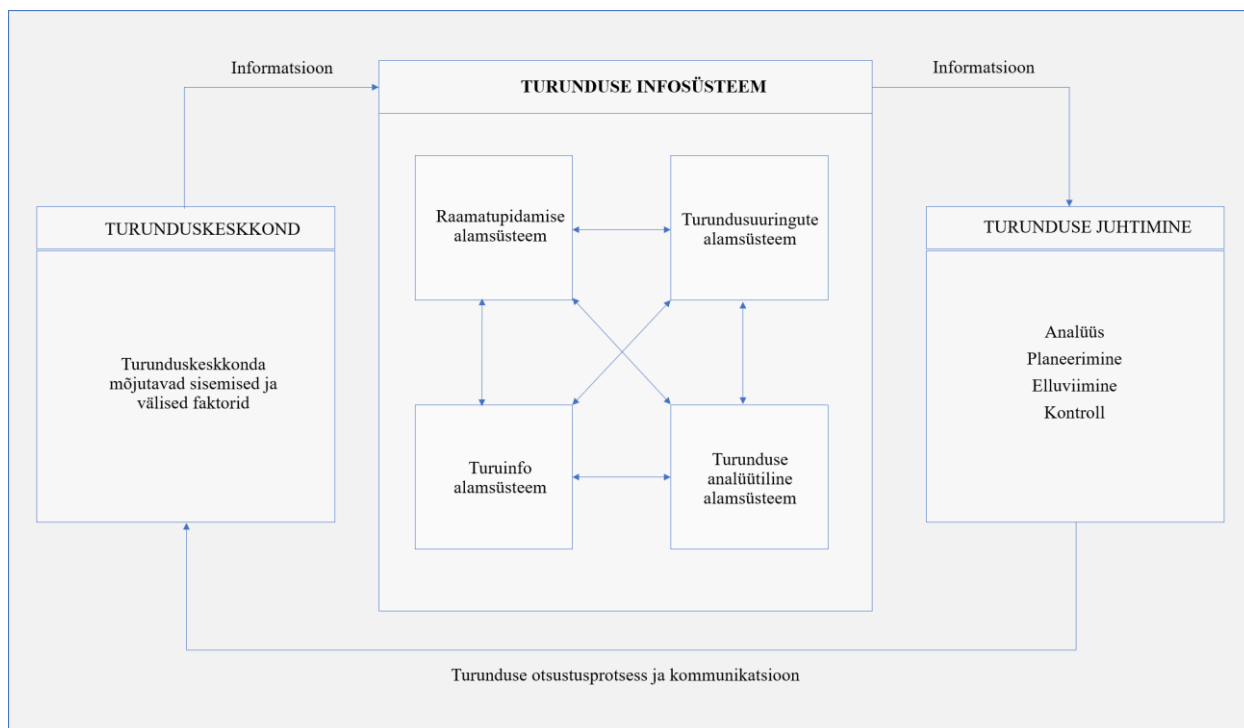 Informatsioon
Informatsioon
TURUNDUSE INFOSÜSTEEM
TURUNDUSKESKKOND
Turunduskeskkonda
mõjutavad sisemised ja
välised faktorid
Raamatupidamise
alamsüsteem
Turundusuuringute
alamsüsteem
Turuinfo
alamsüsteem
Turunduse
analüütiline
alamsüsteem
TURUNDUSE JUHTIMINE
Analüüs
Planeerimine
Elluviimine
Kontroll
Turunduse otsustusprotsess ja kommunikatsioon